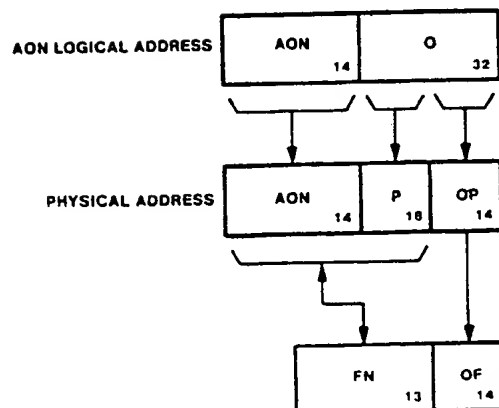 AON LOGICAL ADDRESS
AON
14
O
32
PHYSICAL ADDRESS
AON
14
P
18
OP
14
FN
13
OF
14